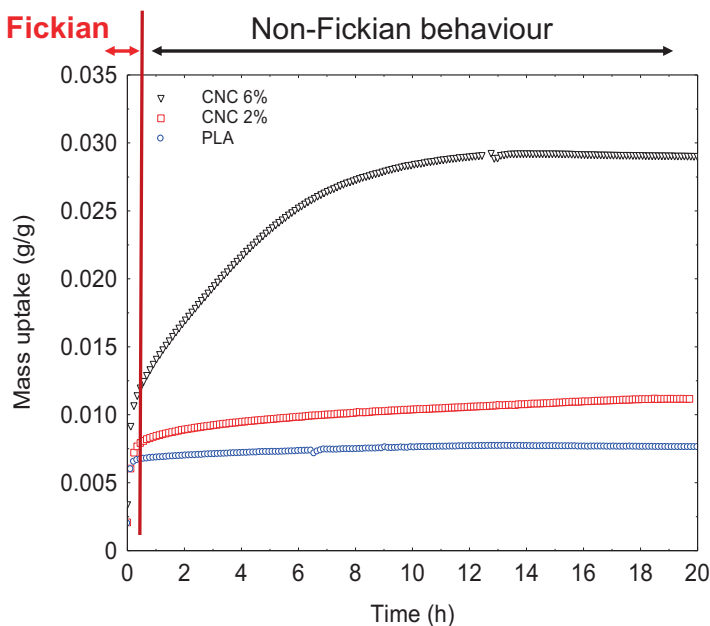 Fickian
Non-Fickian behaviour
0.035
0.030
0.025
0.020
0.015
0.010
0.005
0
Mass uptake (g/g)
CNC 6%
CNC 2%
PLA
0 2 4 6 8 10 12 14 16 18 20
Time (h)